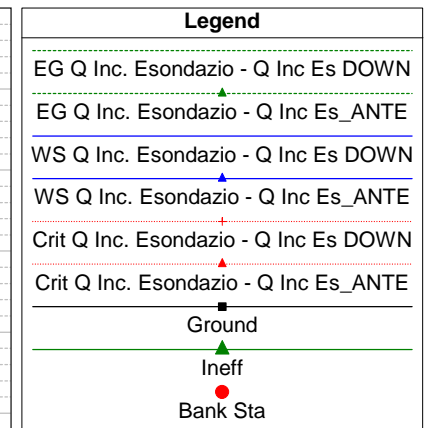 Legend
EG Q Inc. Esondazio - Q Inc Es DOWN
EG Q Inc. Esondazio - Q Inc Es_ANTE
WS Q Inc. Esondazio - Q Inc Es DOWN
WS Q Inc. Esondazio - Q Inc Es_ANTE
Crit Q Inc. Esondazio - Q Inc Es DOWN
Crit Q Inc. Esondazio - Q Inc Es_ANTE
Ground
Ineff
Bank Sta